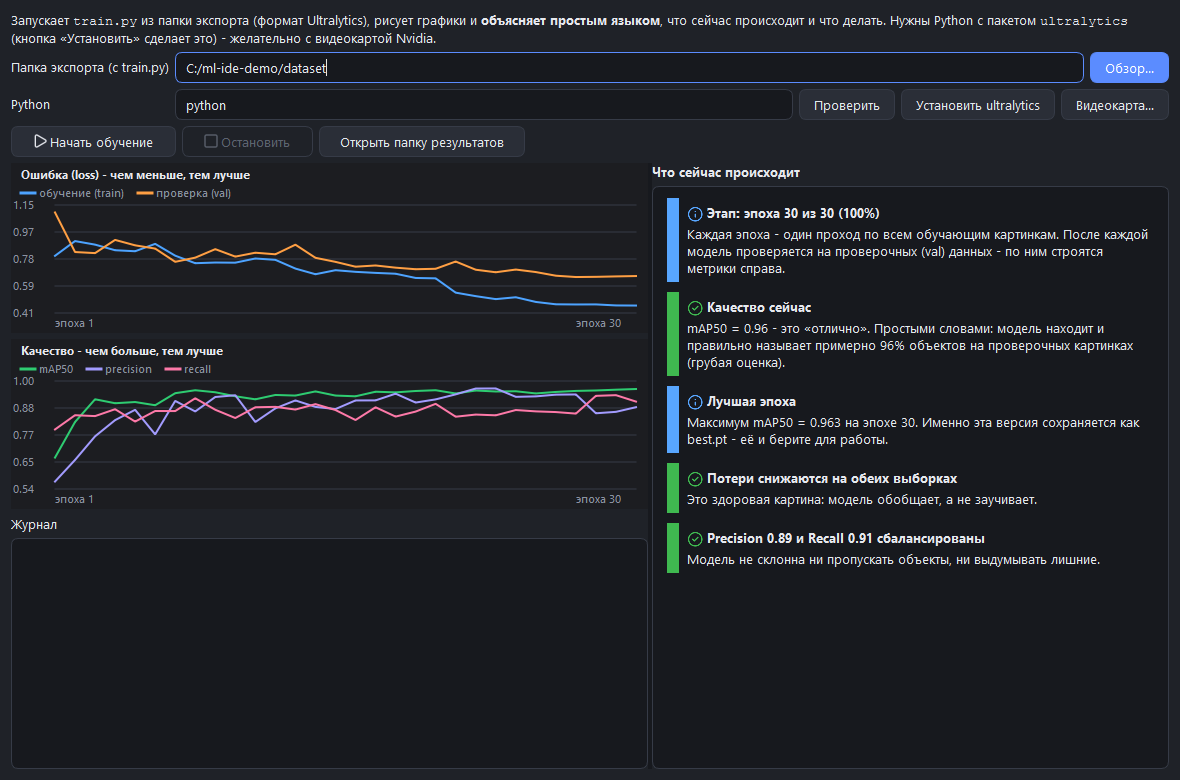 Запускает train.py из папки экспорта (формат Ultralytics), рисует графики и объясняет простым языком, что сейчас происходит и что делать. Нужны Python с пакетом ultralytics
(кнопка «Установить» сделает это) - желательно с видеокартой Nvidia.
Папка экспорта (с train.py)
C:/ml-ide-demo/dataset
Обзор...
Python
python
Проверить
Установить ultralytics
Видеокарта...
Начать обучение
Остановить
Открыть папку результатов
Ошибка (loss) - чем меньше, тем лучше
обучение (train)
проверка (val)
1.15
0.97
0.78
0.59
0.41
эпоха 1
эпоха 30
Качество - чем больше, тем лучше
mAP50
precision
recall
1.00
0.88
0.77
0.65
0.54
эпоха 1
эпоха 30
Журнал
Что сейчас происходит
Этап: эпоха 30 из 30 (100%)
Каждая эпоха - один проход по всем обучающим картинкам. После каждой
модель проверяется на проверочных (val) данных - по ним строятся
метрики справа.
Качество сейчас
mAP50 = 0.96 - это «отлично». Простыми словами: модель находит и
правильно называет примерно 96% объектов на проверочных картинках
(грубая оценка).
Лучшая эпоха
Максимум mAP50 = 0.963 на эпохе 30. Именно эта версия сохраняется как
best.pt - её и берите для работы.
Потери снижаются на обеих выборках
Это здоровая картина: модель обобщает, а не заучивает.
Precision 0.89 и Recall 0.91 сбалансированы
Модель не склонна ни пропускать объекты, ни выдумывать лишние.